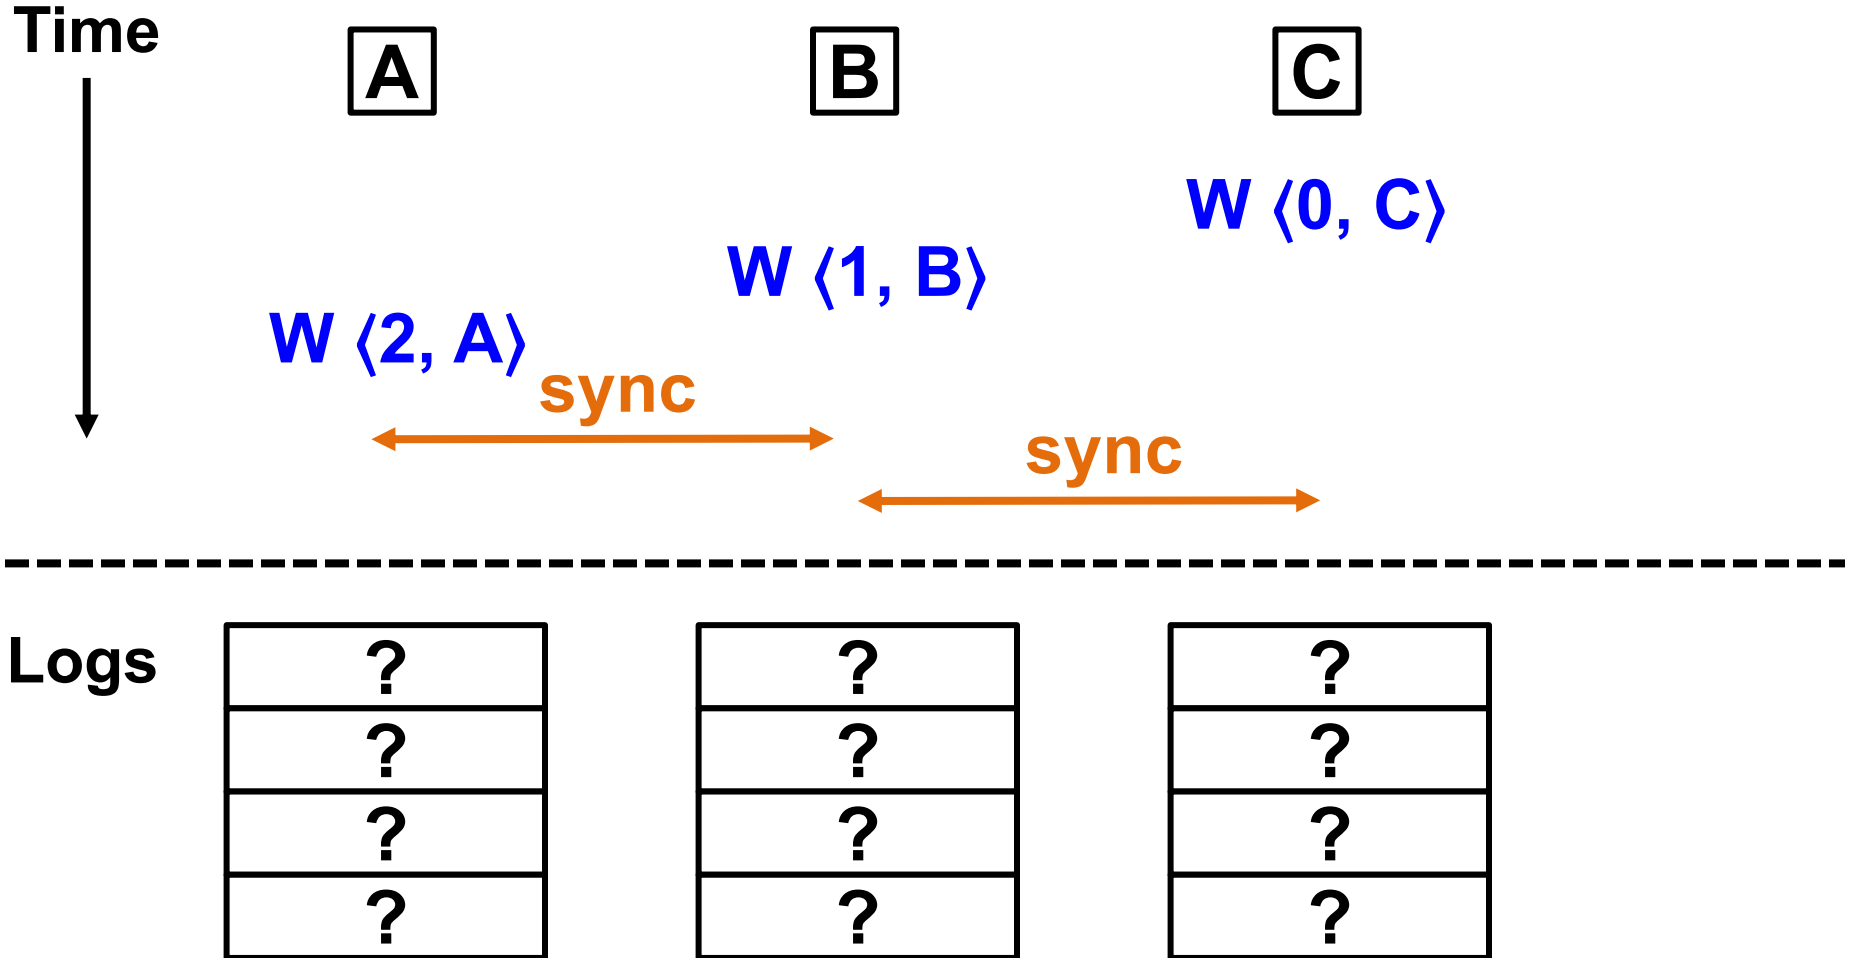 Time
A B C
W ⟨0, C⟩
W ⟨1, B⟩
W ⟨2, A⟩
sync
sync
Logs
? ? ?
? ? ?
? ? ?
? ? ?